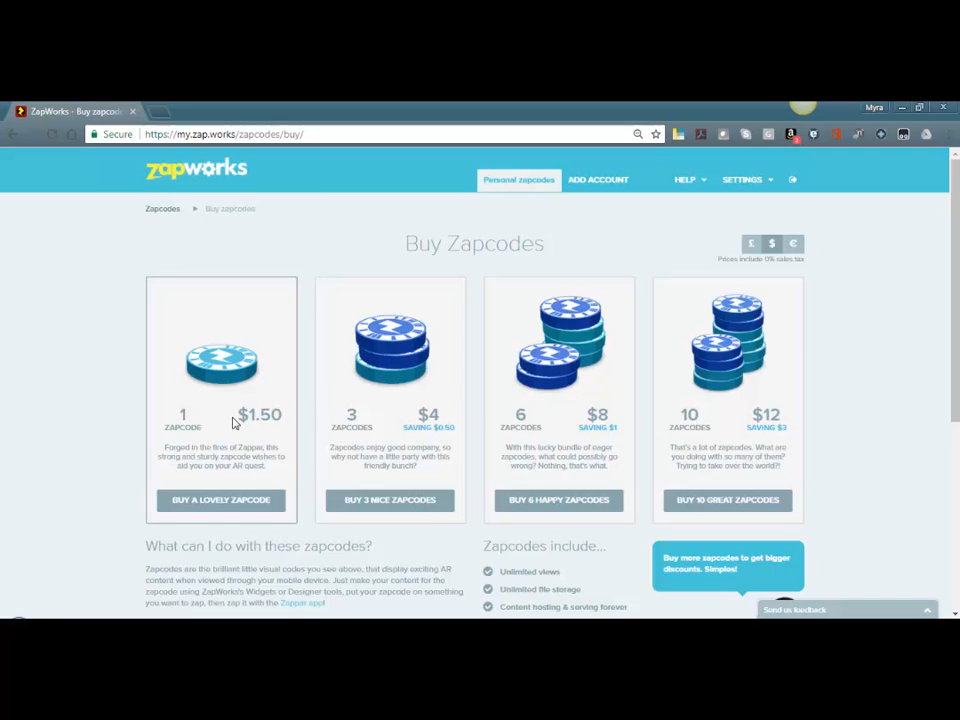 ZapWorks - Buy zapcode
Myra
Secure
https://my.zap.works/zapcodes/buy/
zapworks
Personal zapcodes
ADD ACCOUNT
HELP
SETTINGS
Zapcodes
Buy zapcodes
Buy Zapcodes
£ $ €
Prices include 0% sales tax
1 $1.50
ZAPCODE
Forged in the fires of Zappar, this
strong and sturdy zapcode wishes to
aid you on your AR quest.
BUY A LOVELY ZAPCODE
3 $4
ZAPCODES SAVING $0.50
Zapcodes enjoy good company, so
why not have a little party with this
friendly bunch?
BUY 3 NICE ZAPCODES
6 $8
ZAPCODES SAVING $1
With this lucky bundle of eager
zapcodes, what could possibly go
wrong? Nothing, that's what.
BUY 6 HAPPY ZAPCODES
10 $12
ZAPCODES SAVING $3
That's a lot of zapcodes. What are
you doing with so many of them?
Trying to take over the world?!
BUY 10 GREAT ZAPCODES
What can I do with these zapcodes?
Zapcodes are the brilliant little visual codes you see above, that display exciting AR
content when viewed through your mobile device. Just make your content for the
zapcode using ZapWork's Widgets or Designer tools, put your zapcode on something
you want to zap, then zap it with the Zappar app!
Zapcodes include...
Unlimited views
Unlimited file storage
Content hosting & serving forever
Buy more zapcodes to get bigger
discounts. Simples!
Send us feedback